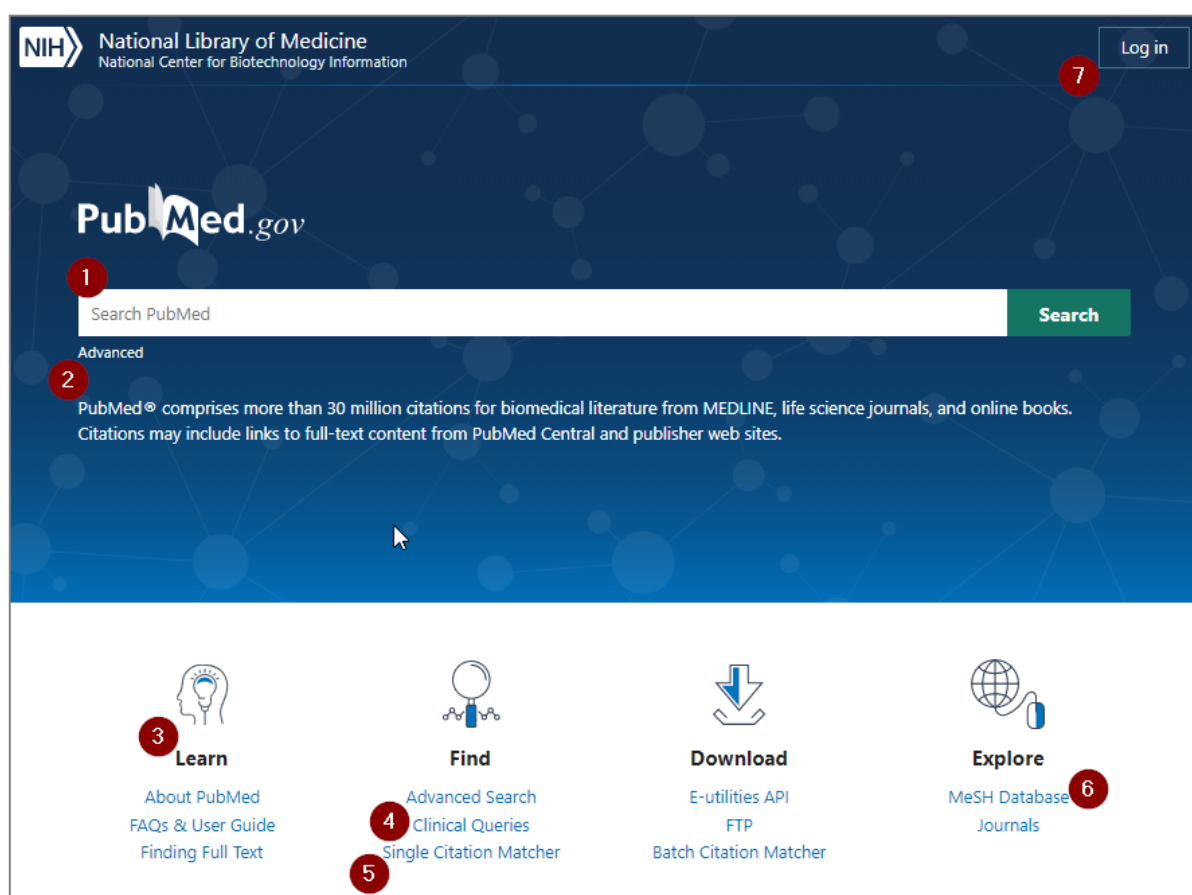 NIH National Library of Medicine
National Center for Biotechnology Information
Log in
7
PubMed.gov
1
Search PubMed Search
Advanced
2
PubMed® comprises more than 30 million citations for biomedical literature from MEDLINE, life science journals, and online books.
Citations may include links to full-text content from PubMed Central and publisher web sites.
3
Learn
About PubMed
FAQs & User Guide
Finding Full Text
Find
Advanced Search
4 Clinical Queries
Single Citation Matcher
5
Download
E-utilities API
FTP
Batch Citation Matcher
Explore
MeSH Database 6
Journals